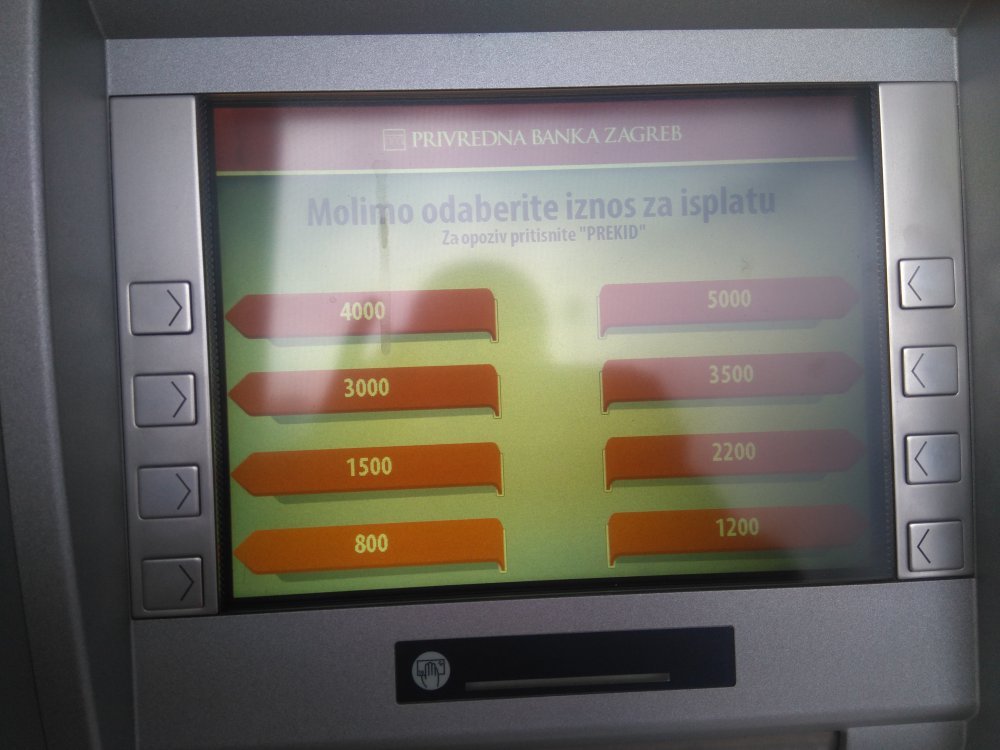 PRIVREDNA BANKA ZAGREB
Molimo odaberite iznos za isplatu
Za opoziv pritisnite "PREKID"
4000 5000
3000 3500
1500 2200
800 1200